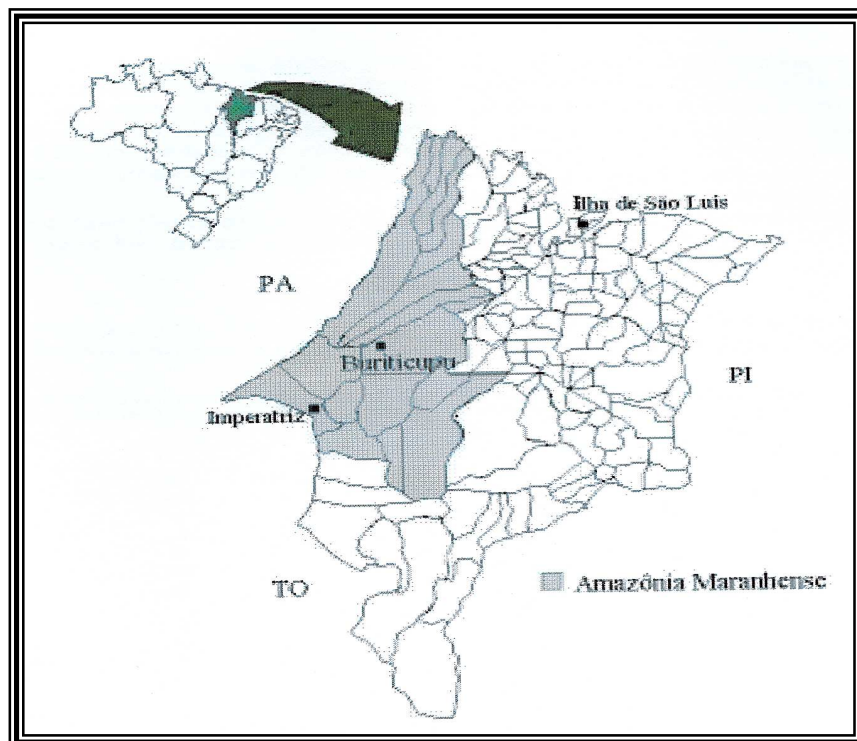 Ilha de São Luis
PA
Buriticupu
PI
Imperatriz
TO
Amazônia Maranhense